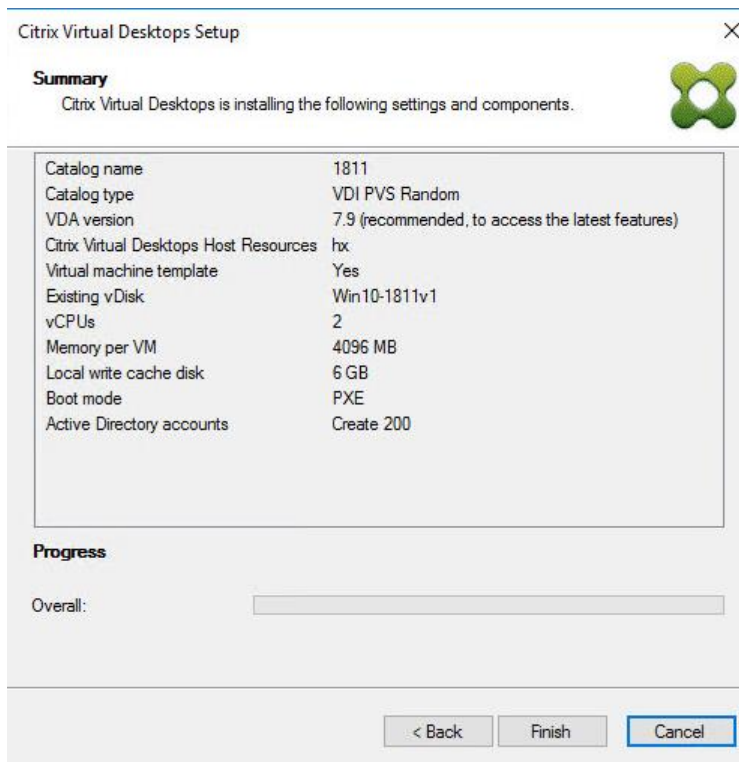 Citrix Virtual Desktops Setup
Summary
Citrix Virtual Desktops is installing the following settings and components.
Catalog name 1811
Catalog type VDI PVS Random
VDA version 7.9 (recommended, to access the latest features)
Citrix Virtual Desktops Host Resources hx
Virtual machine template Yes
Existing vDisk Win10-1811v1
vCPUs 2
Memory per VM 4096 MB
Local write cache disk 6 GB
Boot mode PXE
Active Directory accounts Create 200
Progress
Overall:
< Back Finish Cancel